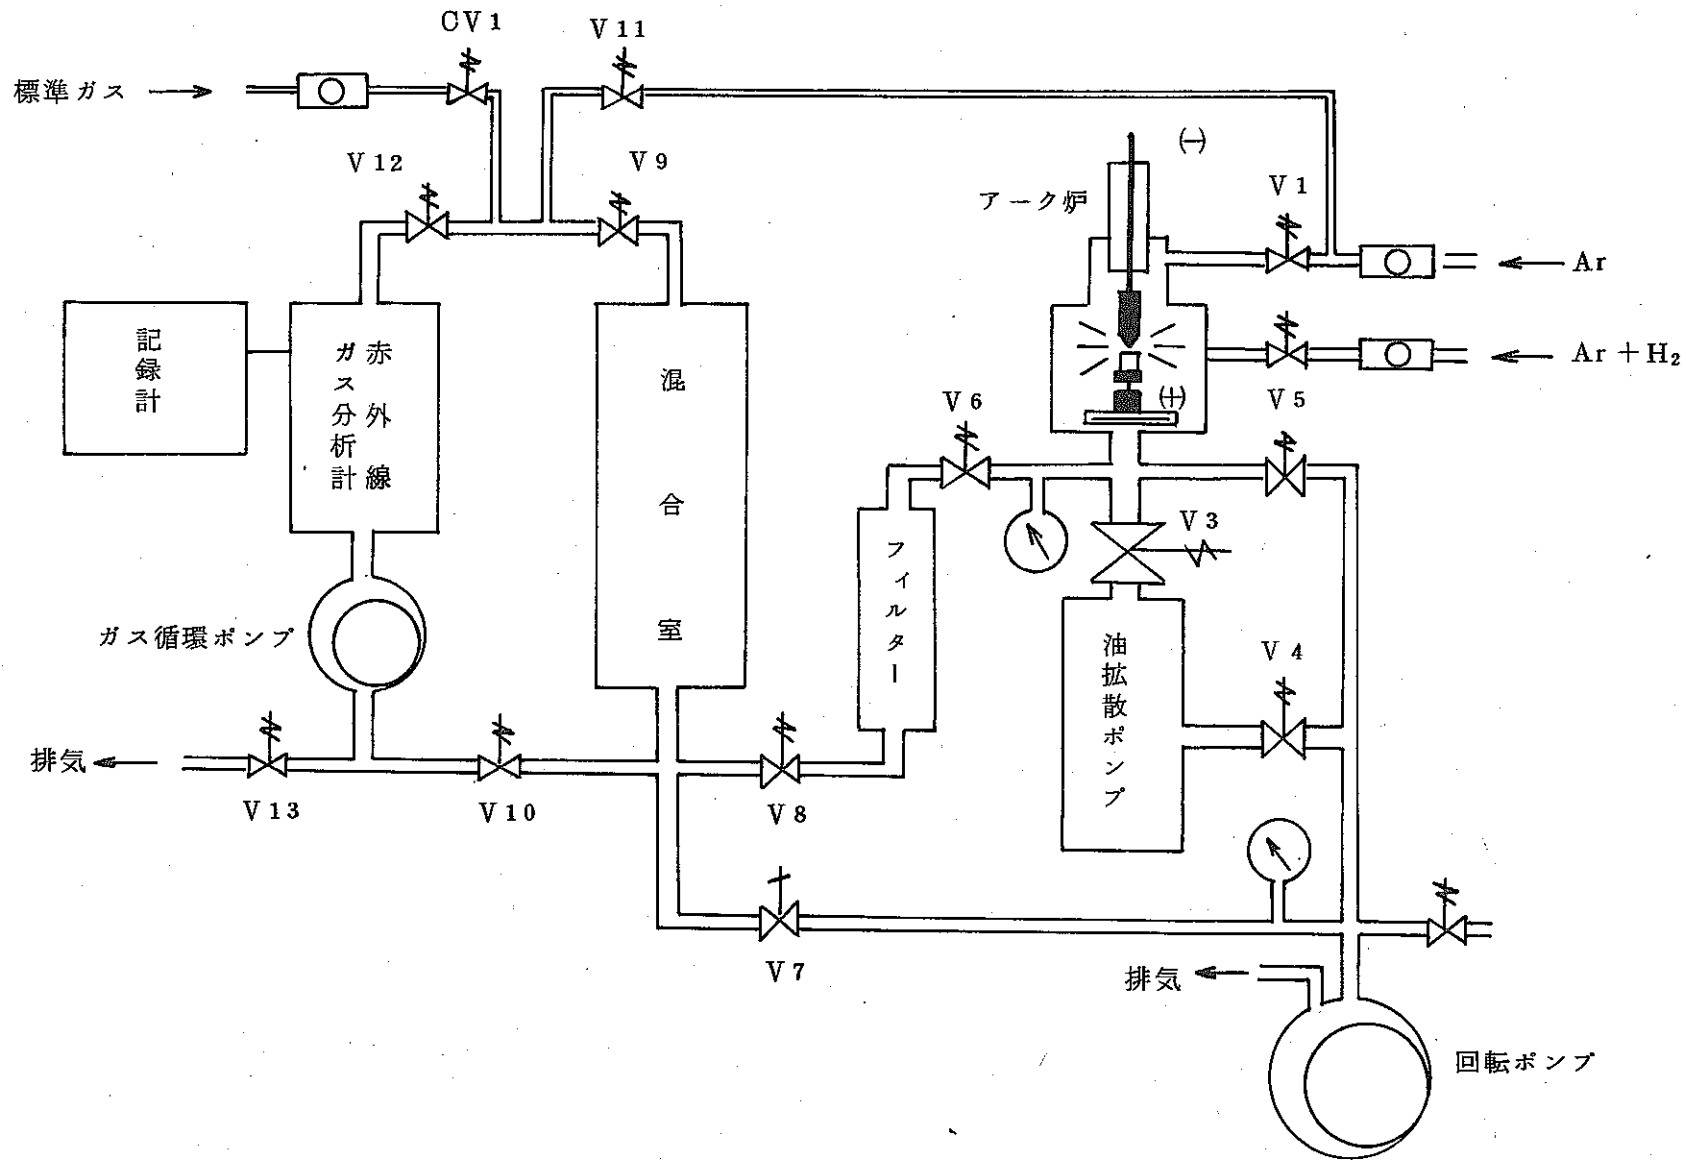 CV1
V11
標準ガス
V12
V9
(−)
アーク炉
V1
Ar
記録計
赤外線
ガス分析計
混合室
Ar+H₂
(+)
V6
V5
V3
フィルター
ガス循環ポンプ
油拡散ポンプ
V4
排気
V13
V10
V8
V7
排気
回転ポンプ